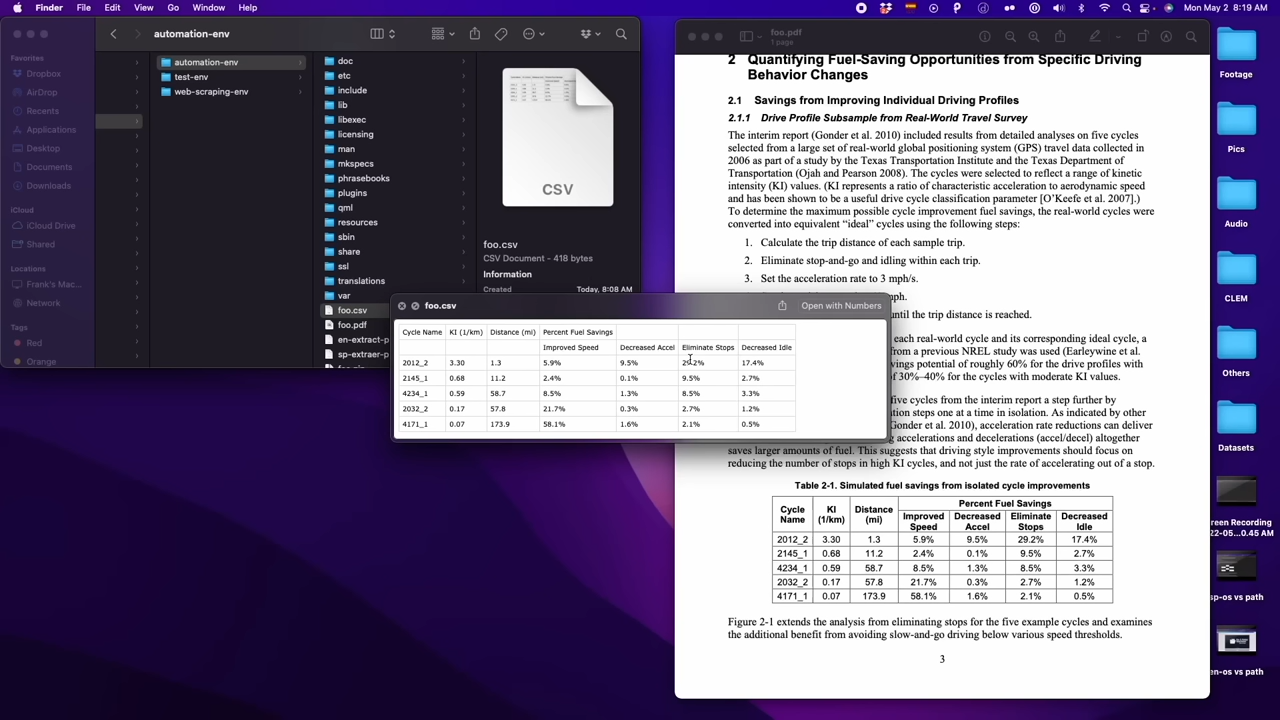 Finder File Edit View Go Window Help
Mon May 2 8:19 AM
automation-env
Favorites
Dropbox
AirDrop
Recents
Applications
Desktop
Documents
Downloads
iCloud
iCloud Drive
Shared
Locations
Frank's Mac...
Network
Tags
Red
Orange
automation-env
test-env
web-scraping-env
doc
etc
include
lib
libexec
licensing
man
mkspecs
phrasebooks
plugins
qml
resources
sbin
share
ssl
translations
var
foo.csv
foo.pdf
en-extract-p
sp-extraer-p
CSV
foo.csv
CSV Document - 418 bytes
Information
Created Today, 8:08 AM
foo.csv Open with Numbers
Cycle Name KI (1/km) Distance (mi) Percent Fuel Savings
Improved Speed Decreased Accel Eliminate Stops Decreased Idle
2012_2 3.30 1.3 5.9% 9.5% 29.2% 17.4%
2145_1 0.68 11.2 2.4% 0.1% 9.5% 2.7%
4234_1 0.59 58.7 8.5% 1.3% 8.5% 3.3%
2032_2 0.17 57.8 21.7% 0.3% 2.7% 1.2%
4171_1 0.07 173.9 58.1% 1.6% 2.1% 0.5%
foo.pdf
1 page
2 Quantifying Fuel-Saving Opportunities from Specific Driving
Behavior Changes
2.1 Savings from Improving Individual Driving Profiles
2.1.1 Drive Profile Subsample from Real-World Travel Survey
The interim report (Gonder et al. 2010) included results from detailed analyses on five cycles
selected from a large set of real-world global positioning system (GPS) travel data collected in
2006 as part of a study by the Texas Transportation Institute and the Texas Department of
Transportation (Ojah and Pearson 2008). The cycles were selected to reflect a range of kinetic
intensity (KI) values. (KI represents a ratio of characteristic acceleration to aerodynamic speed
and has been shown to be a useful drive cycle classification parameter [O'Keefe et al. 2007].)
To determine the maximum possible cycle improvement fuel savings, the real-world cycles were
converted into equivalent “ideal” cycles using the following steps:
1. Calculate the trip distance of each sample trip.
2. Eliminate stop-and-go and idling within each trip.
3. Set the acceleration rate to 3 mph/s.
mph.
until the trip distance is reached.
each real-world cycle and its corresponding ideal cycle, a
from a previous NREL study was used (Earleywine et al.
vings potential of roughly 60% for the drive profiles with
of 30%–40% for the cycles with moderate KI values.
five cycles from the interim report a step further by
tion steps one at a time in isolation. As indicated by other
Gonder et al. 2010), acceleration rate reductions can deliver
g accelerations and decelerations (accel/decel) altogether
saves larger amounts of fuel. This suggests that driving style improvements should focus on
reducing the number of stops in high KI cycles, and not just the rate of accelerating out of a stop.
Table 2-1. Simulated fuel savings from isolated cycle improvements
Cycle Name KI (1/km) Distance (mi) Percent Fuel Savings
Improved Speed Decreased Accel Eliminate Stops Decreased Idle
2012_2 3.30 1.3 5.9% 9.5% 29.2% 17.4%
2145_1 0.68 11.2 2.4% 0.1% 9.5% 2.7%
4234_1 0.59 58.7 8.5% 1.3% 8.5% 3.3%
2032_2 0.17 57.8 21.7% 0.3% 2.7% 1.2%
4171_1 0.07 173.9 58.1% 1.6% 2.1% 0.5%
Figure 2-1 extends the analysis from eliminating stops for the five example cycles and examines
the additional benefit from avoiding slow-and-go driving below various speed thresholds.
3
Footage
Pics
Audio
CLEM
Others
Datasets
reen Recording
22-05...0.45 AM
sp-os vs path
en-os vs path